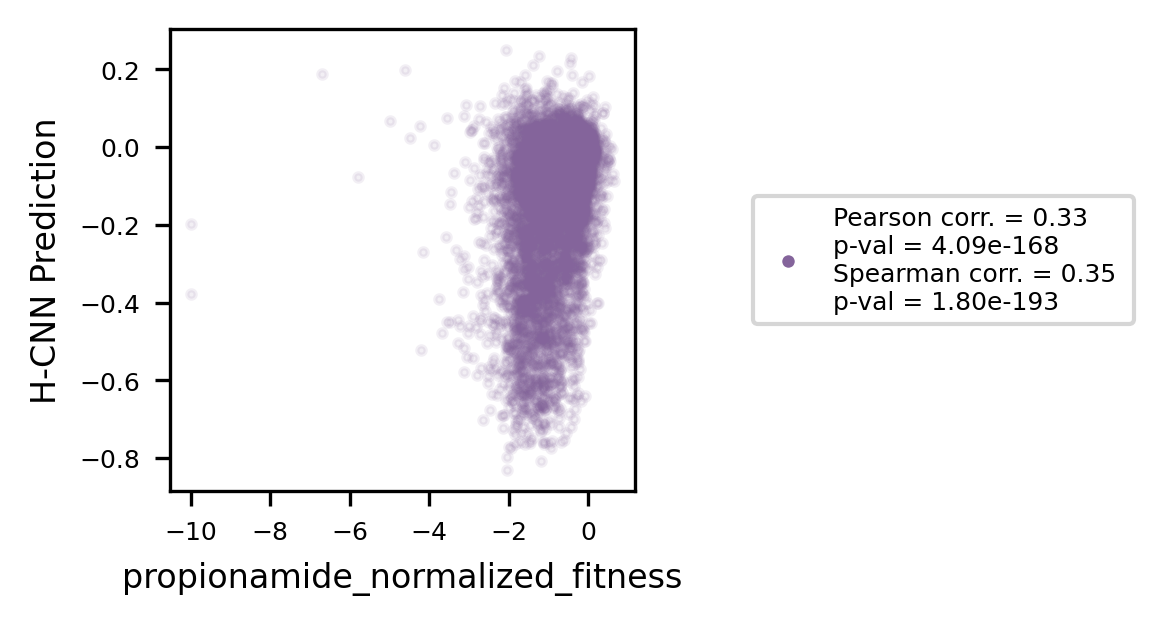 0.2
0.0
−0.2
−0.4
−0.6
−0.8
H-CNN Prediction
−10
−8
−6
−4
−2
0
propionamide_normalized_fitness
Pearson corr. = 0.33
p-val = 4.09e-168
Spearman corr. = 0.35
p-val = 1.80e-193